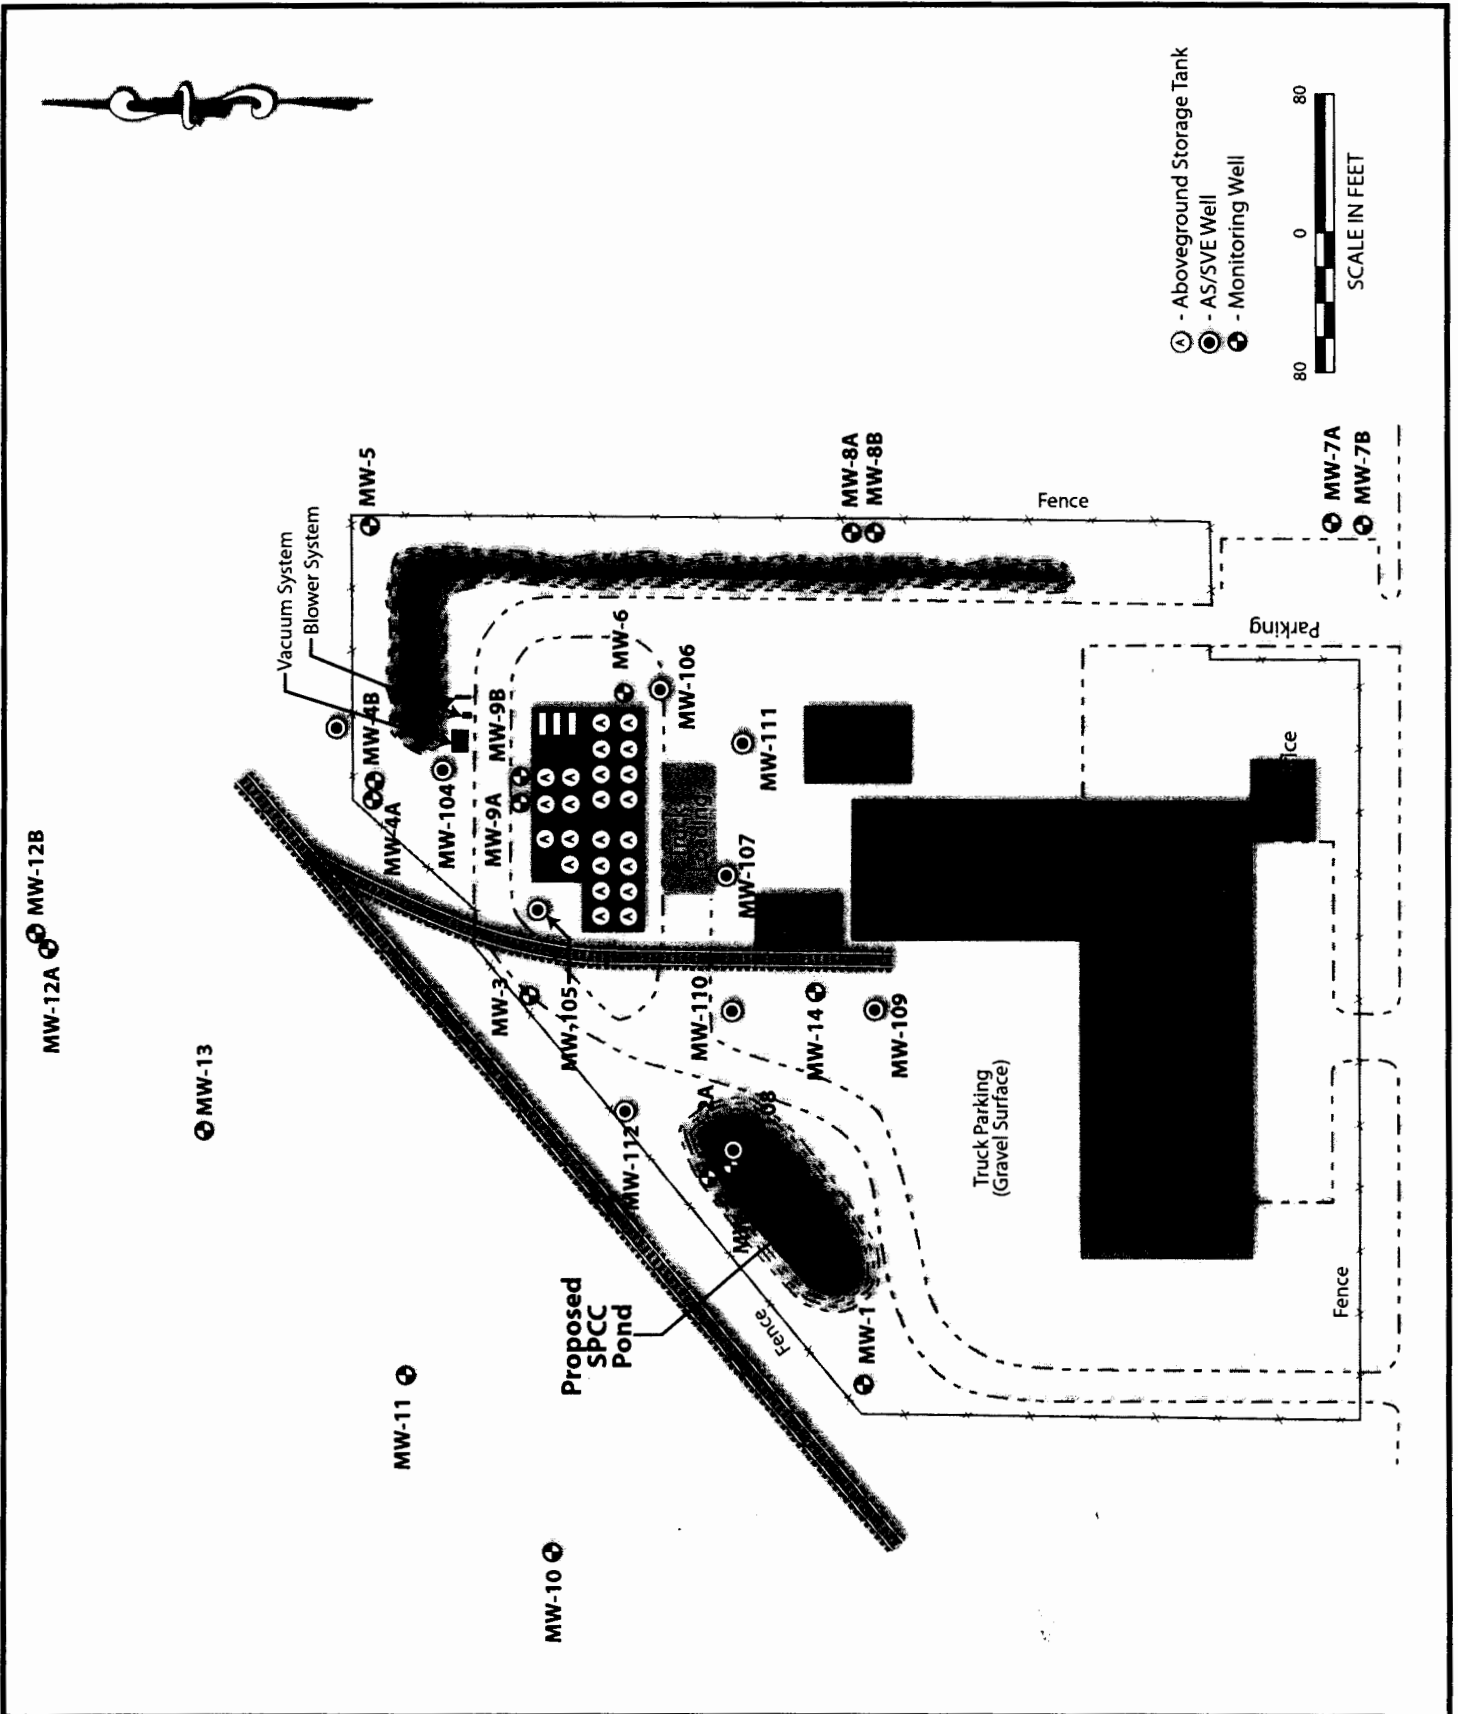 MW-12A
MW-12B
MW-13
MW-11
MW-10
MW-5
Vacuum System
Blower System
MW-4B
MW-4A
MW-104
MW-9B
MW-9A
MW-6
MW-106
MW-111
MW-107
MW-3
MW-105
MW-110
MW-14
MW-109
MW-112
Proposed
SPCC
Pond
MW-1
Fence
MW-8A
MW-8B
Fence
MW-7A
MW-7B
Parking
Truck Parking
(Gravel Surface)
Fence
A - Aboveground Storage Tank
- AS/SVE Well
- Monitoring Well
80 0 80
SCALE IN FEET